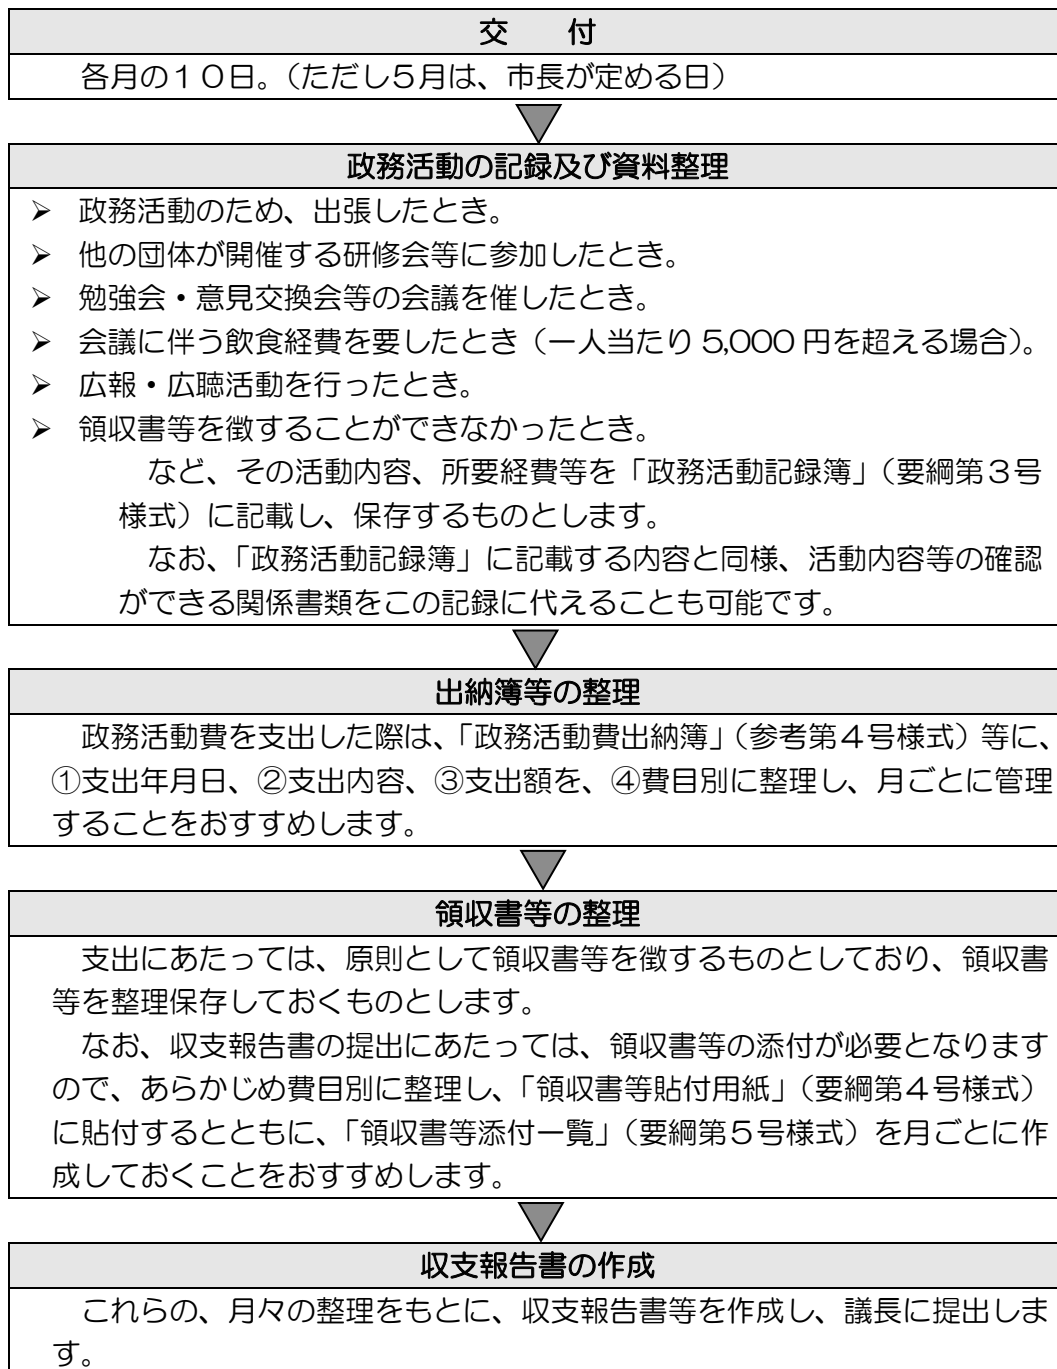 交　　付
各月の１０日。（ただし５月は、市長が定める日）
政務活動の記録及び資料整理
➢ 政務活動のため、出張したとき。
➢ 他の団体が開催する研修会等に参加したとき。
➢ 勉強会・意見交換会等の会議を催したとき。
➢ 会議に伴う飲食経費を要したとき（一人当たり 5,000 円を超える場合）。
➢ 広報・広聴活動を行ったとき。
➢ 領収書等を徴することができなかったとき。
など、その活動内容、所要経費等を「政務活動記録簿」（要綱第３号
様式）に記載し、保存するものとします。
なお、「政務活動記録簿」に記載する内容と同様、活動内容等の確認
ができる関係書類をこの記録に代えることも可能です。
出納簿等の整理
政務活動費を支出した際は、「政務活動費出納簿」（参考第４号様式）等に、
①支出年月日、②支出内容、③支出額を、④費目別に整理し、月ごとに管理
することをおすすめします。
領収書等の整理
支出にあたっては、原則として領収書等を徴するものとしており、領収書
等を整理保存しておくものとします。
なお、収支報告書の提出にあたっては、領収書等の添付が必要となります
ので、あらかじめ費目別に整理し、「領収書等貼付用紙」（要綱第４号様式）
に貼付するとともに、「領収書等添付一覧」（要綱第５号様式）を月ごとに作
成しておくことをおすすめします。
収支報告書の作成
これらの、月々の整理をもとに、収支報告書等を作成し、議長に提出しま
す。